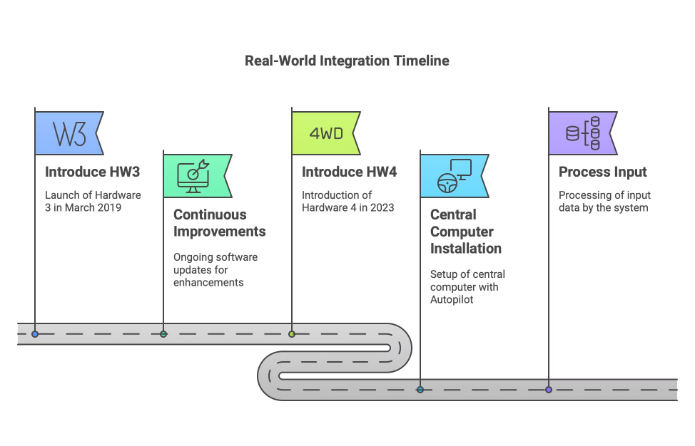 Real-World Integration Timeline
W3
Introduce HW3
Launch of Hardware
3 in March 2019
Continuous
Improvements
Ongoing software
updates for
enhancements
4WD
Introduce HW4
Introduction of
Hardware 4 in 2023
Central
Computer
Installation
Setup of central
computer with
Autopilot
Process Input
Processing of input
data by the system